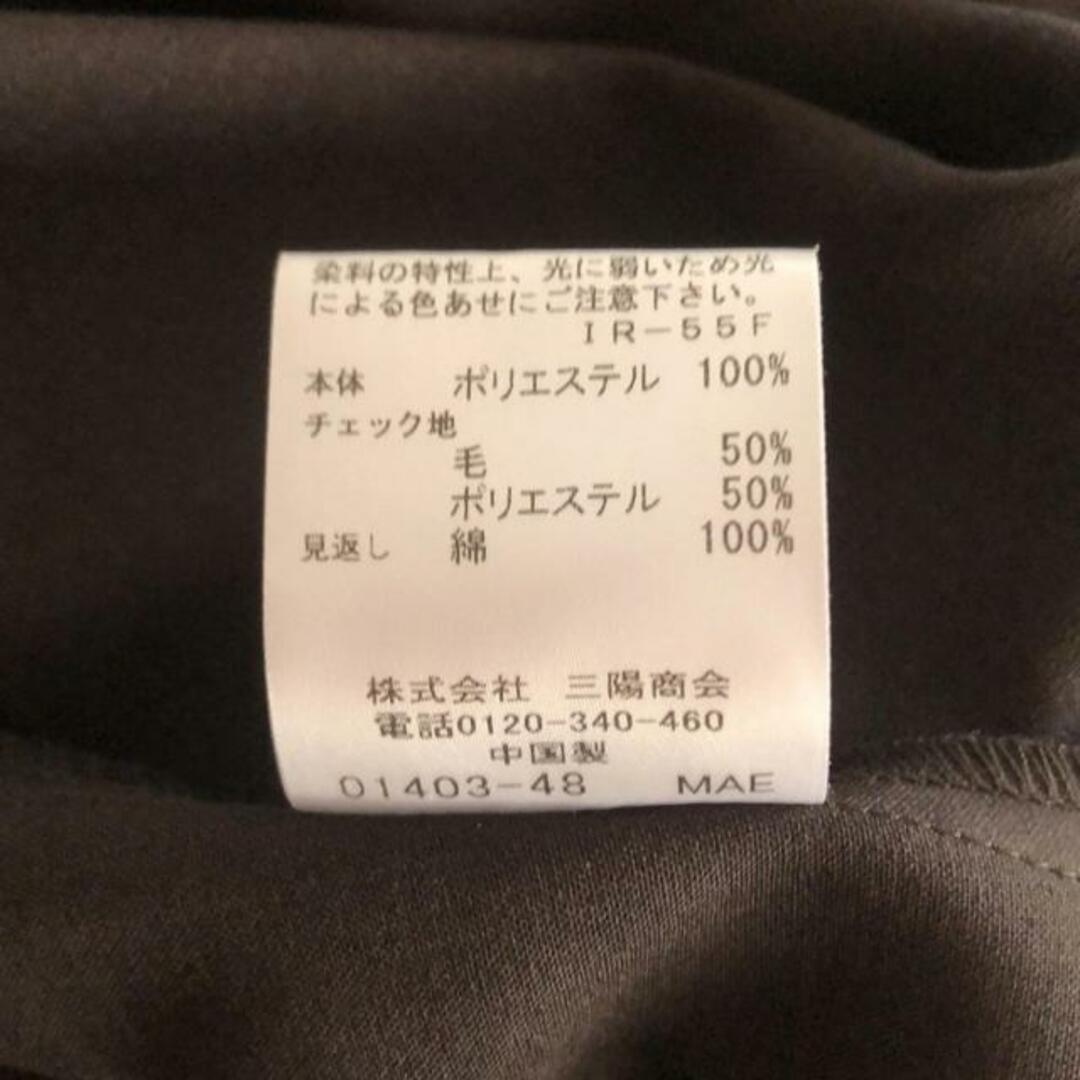 染料の特性上、光に弱いため光
による色あせにご注意下さい。
IR-55F
本体 ポリエステル 100%
チェック地
毛 50%
ポリエステル 50%
見返し 綿 100%
株式会社 三陽商会
電話0120-340-460
中国製
01403-48 MAE